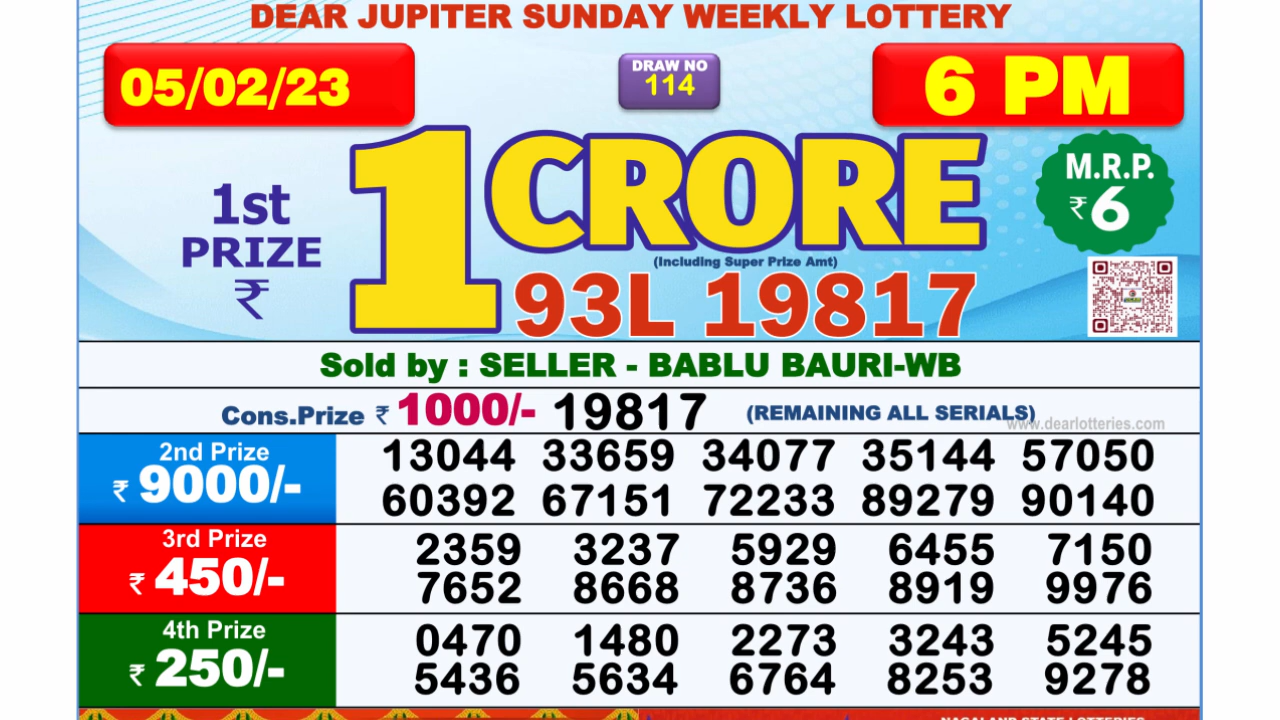 DEAR JUPITER SUNDAY WEEKLY LOTTERY
05/02/23
DRAW NO
114
6 PM
1st
PRIZE
₹
1 CRORE
(Including Super Prize Amt)
93L 19817
M.R.P.
₹6
Sold by : SELLER - BABLU BAURI-WB
Cons.Prize ₹ 1000/- 19817 (REMAINING ALL SERIALS)
www.dearlotteries.com
2nd Prize
₹ 9000/-
13044 33659 34077 35144 57050
60392 67151 72233 89279 90140
3rd Prize
₹ 450/-
2359 3237 5929 6455 7150
7652 8668 8736 8919 9976
4th Prize
₹ 250/-
0470 1480 2273 3243 5245
5436 5634 6764 8253 9278
NAGALAND STATE LOTTERIES